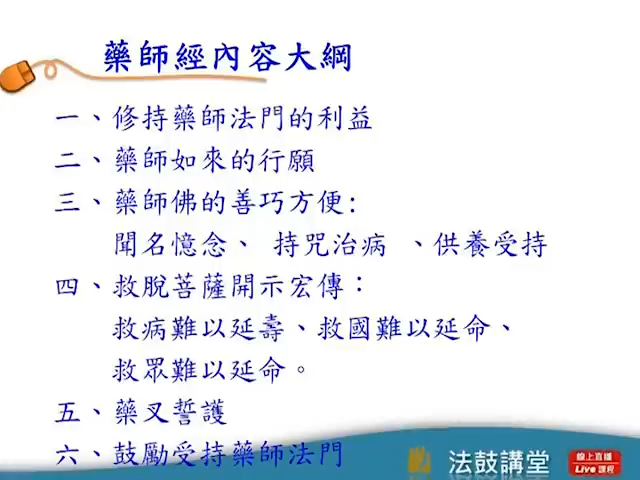 藥師經內容大綱
一、修持藥師法門的利益
二、藥師如來的行願
三、藥師佛的善巧方便:
聞名憶念、 持咒治病 、供養受持
四、救脫菩薩開示宏傳：
救病難以延壽、救國難以延命、
救眾難以延命。
五、藥叉誓護
六、鼓勵受持藥師法門
法鼓講堂
線上直播
Live 課程